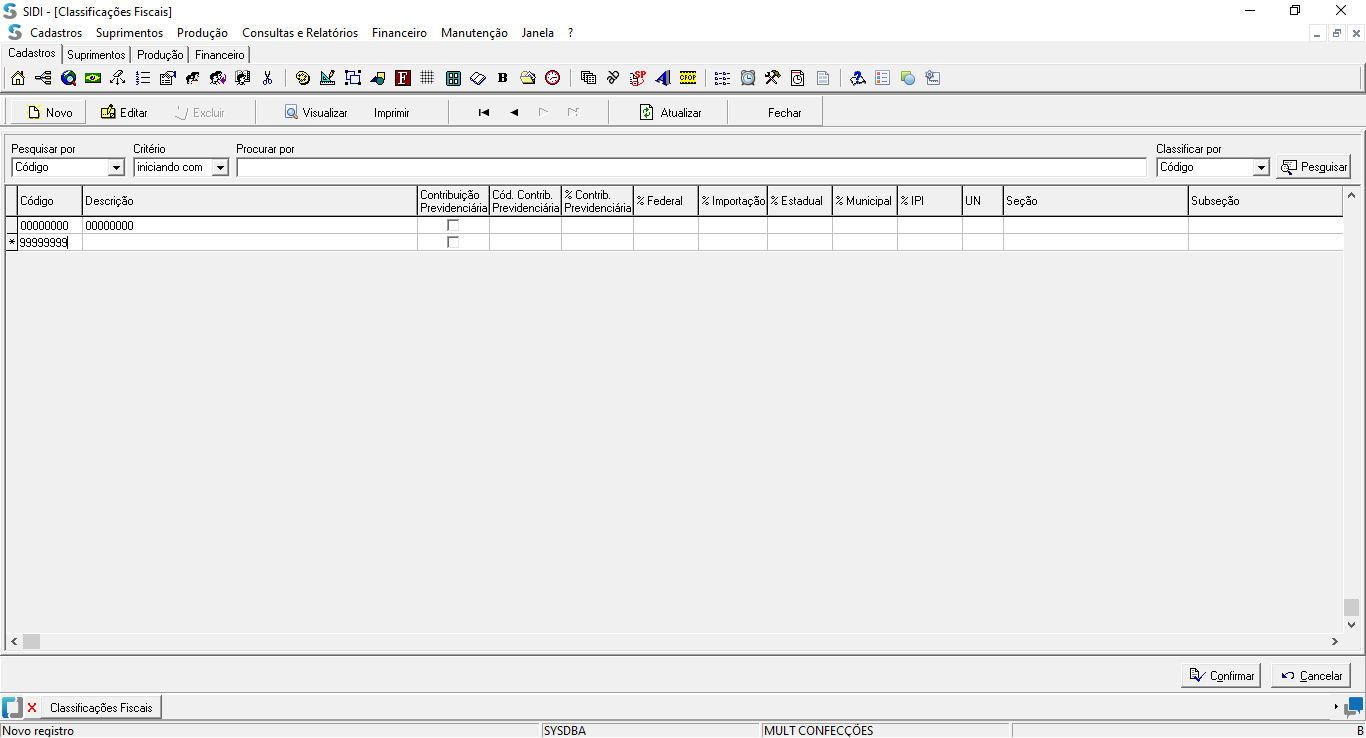 SIDI - [Classificações Fiscais]
Cadastros Suprimentos Produção Consultas e Relatórios Financeiro Manutenção Janela ?
Cadastros Suprimentos Produção Financeiro
F B SP CFOP
Novo Editar Excluir Visualizar Imprimir Atualizar Fechar
Pesquisar por Critério Procurar por Classificar por
Código iniciando com Código Pesquisar
Código Descrição Contribuição Previdenciária Cód. Contrib. Previdenciária % Contrib. Previdenciária % Federal % Importação % Estadual % Municipal % IPI UN Seção Subseção
00000000 00000000
* 99999999
Confirmar Cancelar
Classificações Fiscais
Novo registro SYSDBA MULT CONFECÇÕES B